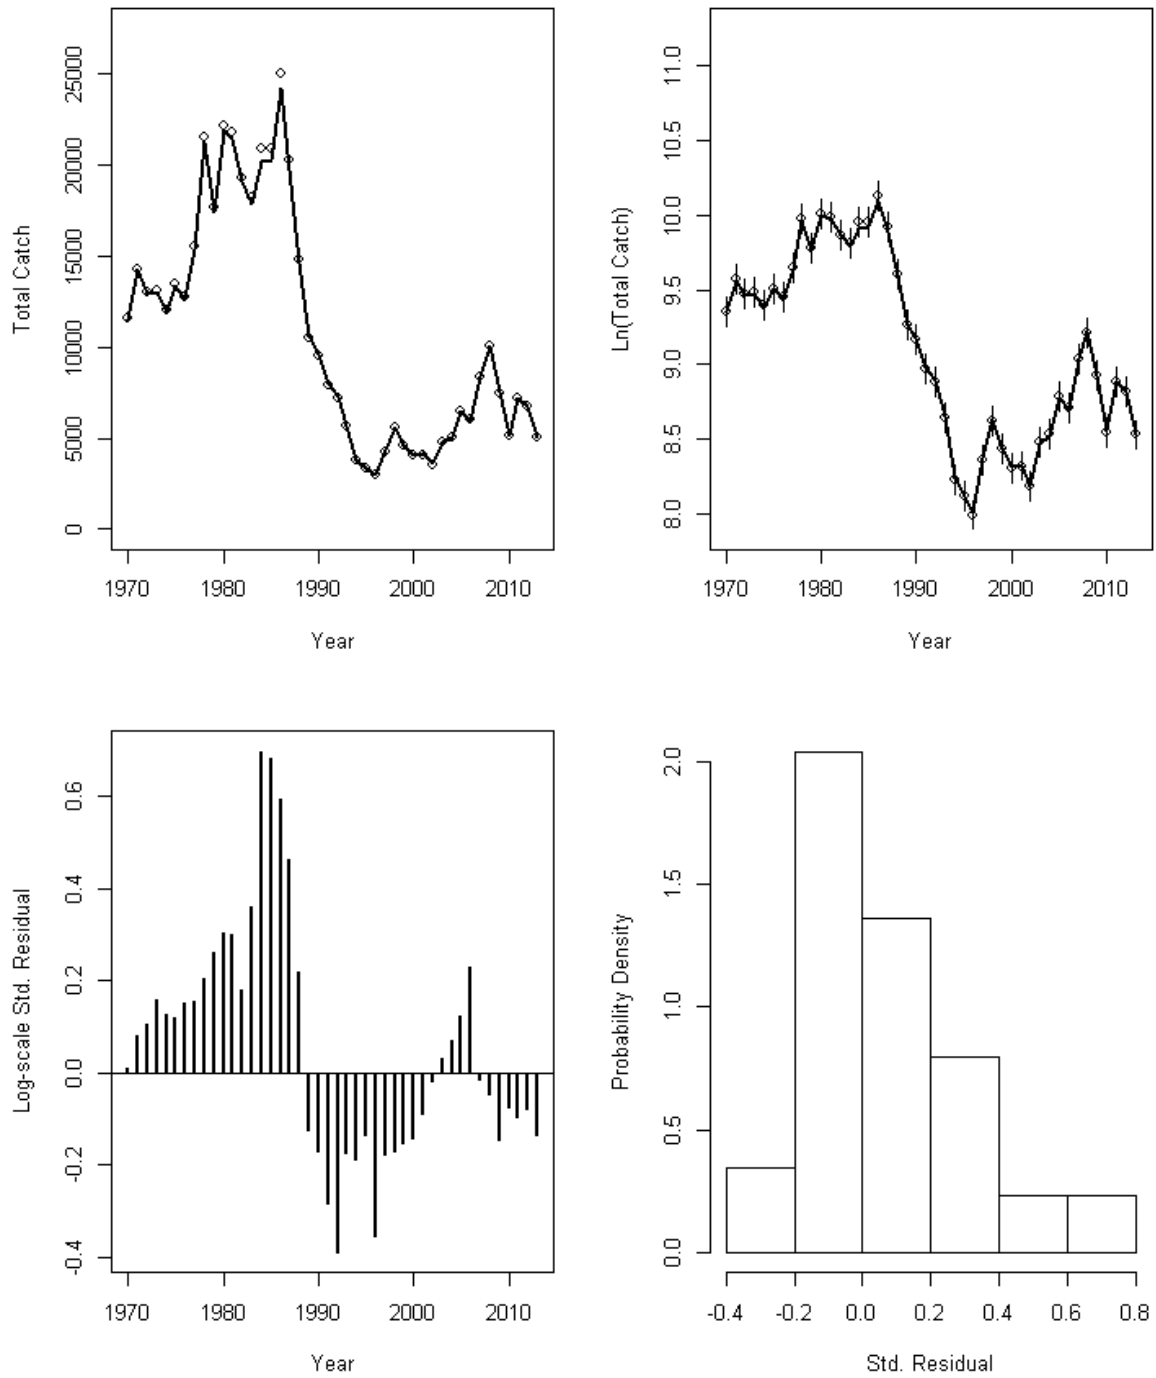 Total Catch
25000
20000
15000
10000
5000
0
1970 1980 1990 2000 2010
Year
Ln(Total Catch)
11.0
10.5
10.0
9.5
9.0
8.5
8.0
1970 1980 1990 2000 2010
Year
Log-scale Std. Residual
0.6
0.4
0.2
0.0
-0.2
-0.4
1970 1980 1990 2000 2010
Year
Probability Density
2.0
1.5
1.0
0.5
0.0
-0.4 -0.2 0.0 0.2 0.4 0.6 0.8
Std. Residual